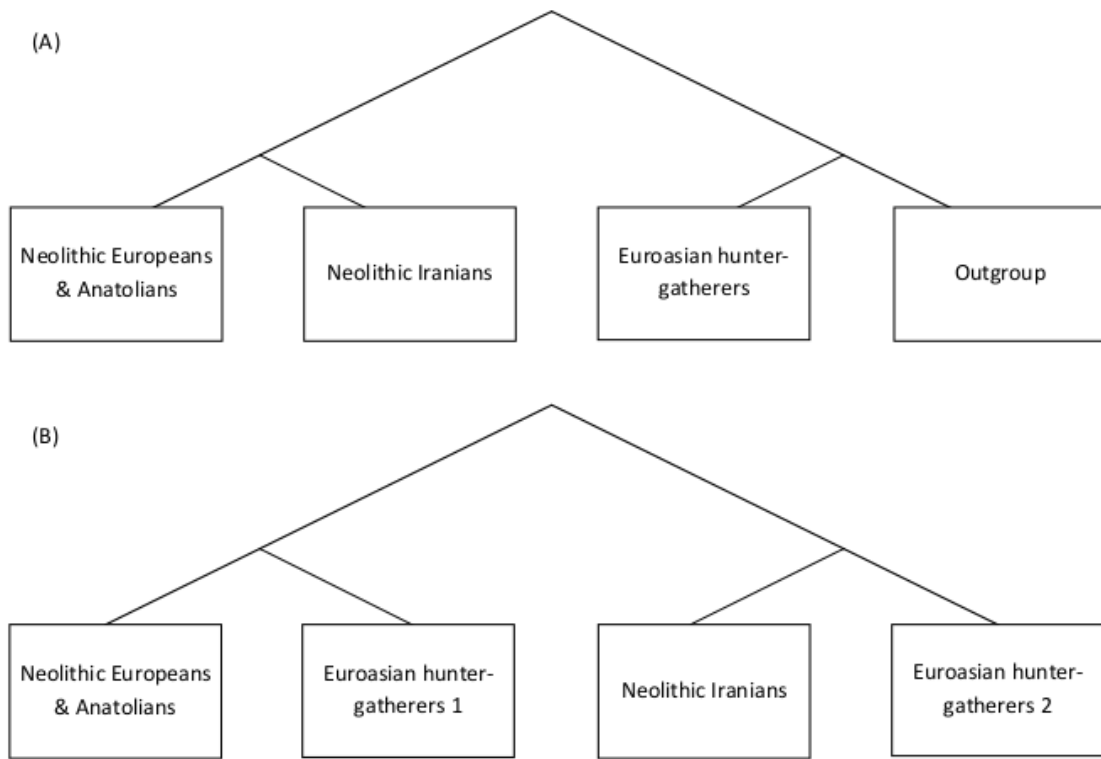 (A)
Neolithic Europeans
& Anatolians
Neolithic Iranians
Euroasian hunter-
gatherers
Outgroup
(B)
Neolithic Europeans
& Anatolians
Euroasian hunter-
gatherers 1
Neolithic Iranians
Euroasian hunter-
gatherers 2